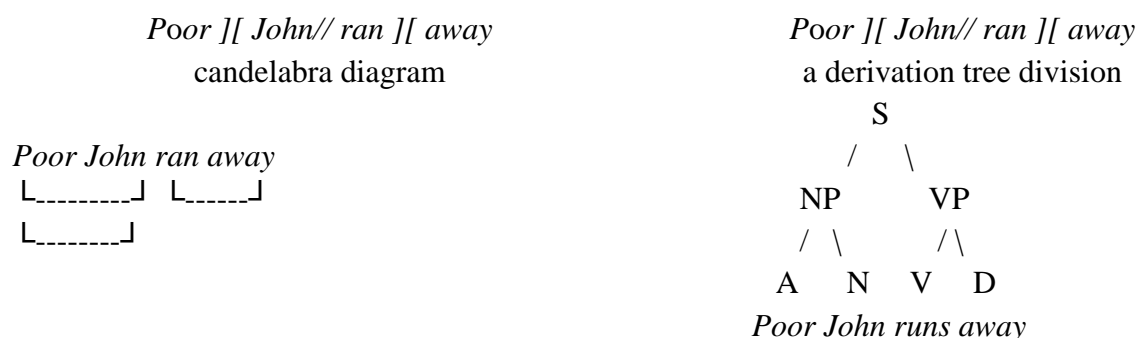 Poor ][ John// ran ][ away
candelabra diagram
Poor John ran away
└---------┘ └------┘
└--------┘
Poor ][ John// ran ][ away
a derivation tree division
S
/ \
NP VP
/ \ / \
A N V D
Poor John runs away